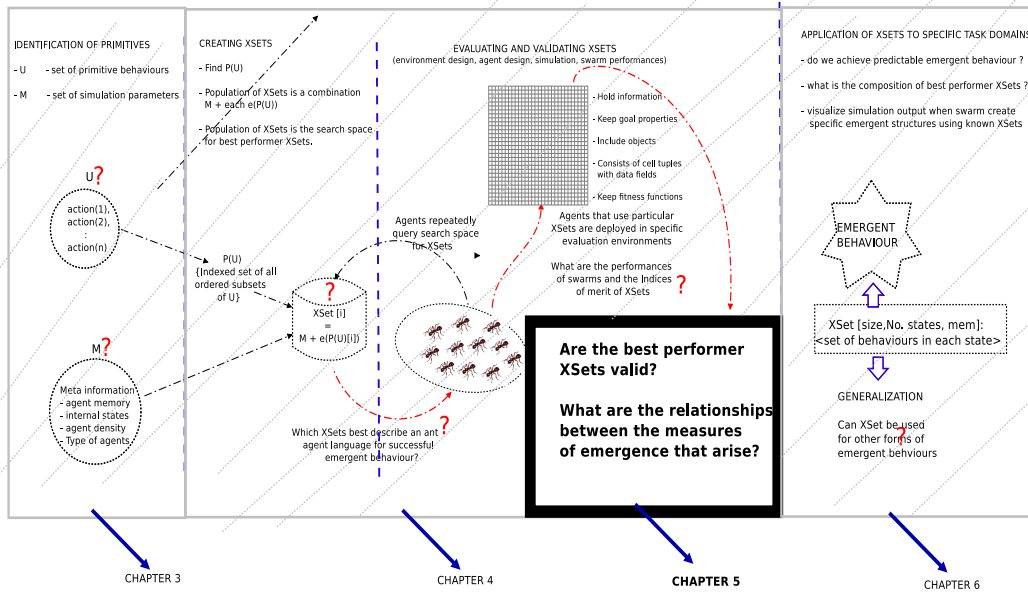 IDENTIFICATION OF PRIMITIVES
- U - set of primitive behaviours
- M - set of simulation parameters
U ?
action(1),
action(2),
:
action(n)
M ?
Meta information
- agent memory
- internal states
- agent density
- Type of agents
CREATING XSETS
- Find P(U)
- Population of XSets is a combination
M + each e(P(U))
- Population of XSets is the search space
for best performer XSets.
P(U)
{Indexed set of all
ordered subsets
of U}
?
XSet [i]
=
M + e(P(U)[i])
EVALUATING AND VALIDATING XSETS
(environment design, agent design, simulation, swarm performances)
- Hold information
- Keep goal properties
- Include objects
- Consists of cell tuples
with data fields
- Keep fitness functions
Agents repeatedly
query search space
for XSets
Agents that use particular
XSets are deployed in specific
evaluation environments
What are the performances
of swarms and the Indices
of merit of XSets
?
Which XSets best describe an ant
agent language for successful
emergent behaviour?
?
Are the best performer
XSets valid?
What are the relationships
between the measures
of emergence that arise?
APPLICATION OF XSETS TO SPECIFIC TASK DOMAINS
- do we achieve predictable emergent behaviour ?
- what is the composition of best performer XSets ?
- visualize simulation output when swarm create
specific emergent structures using known XSets
EMERGENT
BEHAVIOUR
XSet [size,No. states, mem]:
<set of behaviours in each state>
GENERALIZATION
Can XSet be used
for other forms of
emergent behviours
?
CHAPTER 3
CHAPTER 4
CHAPTER 5
CHAPTER 6